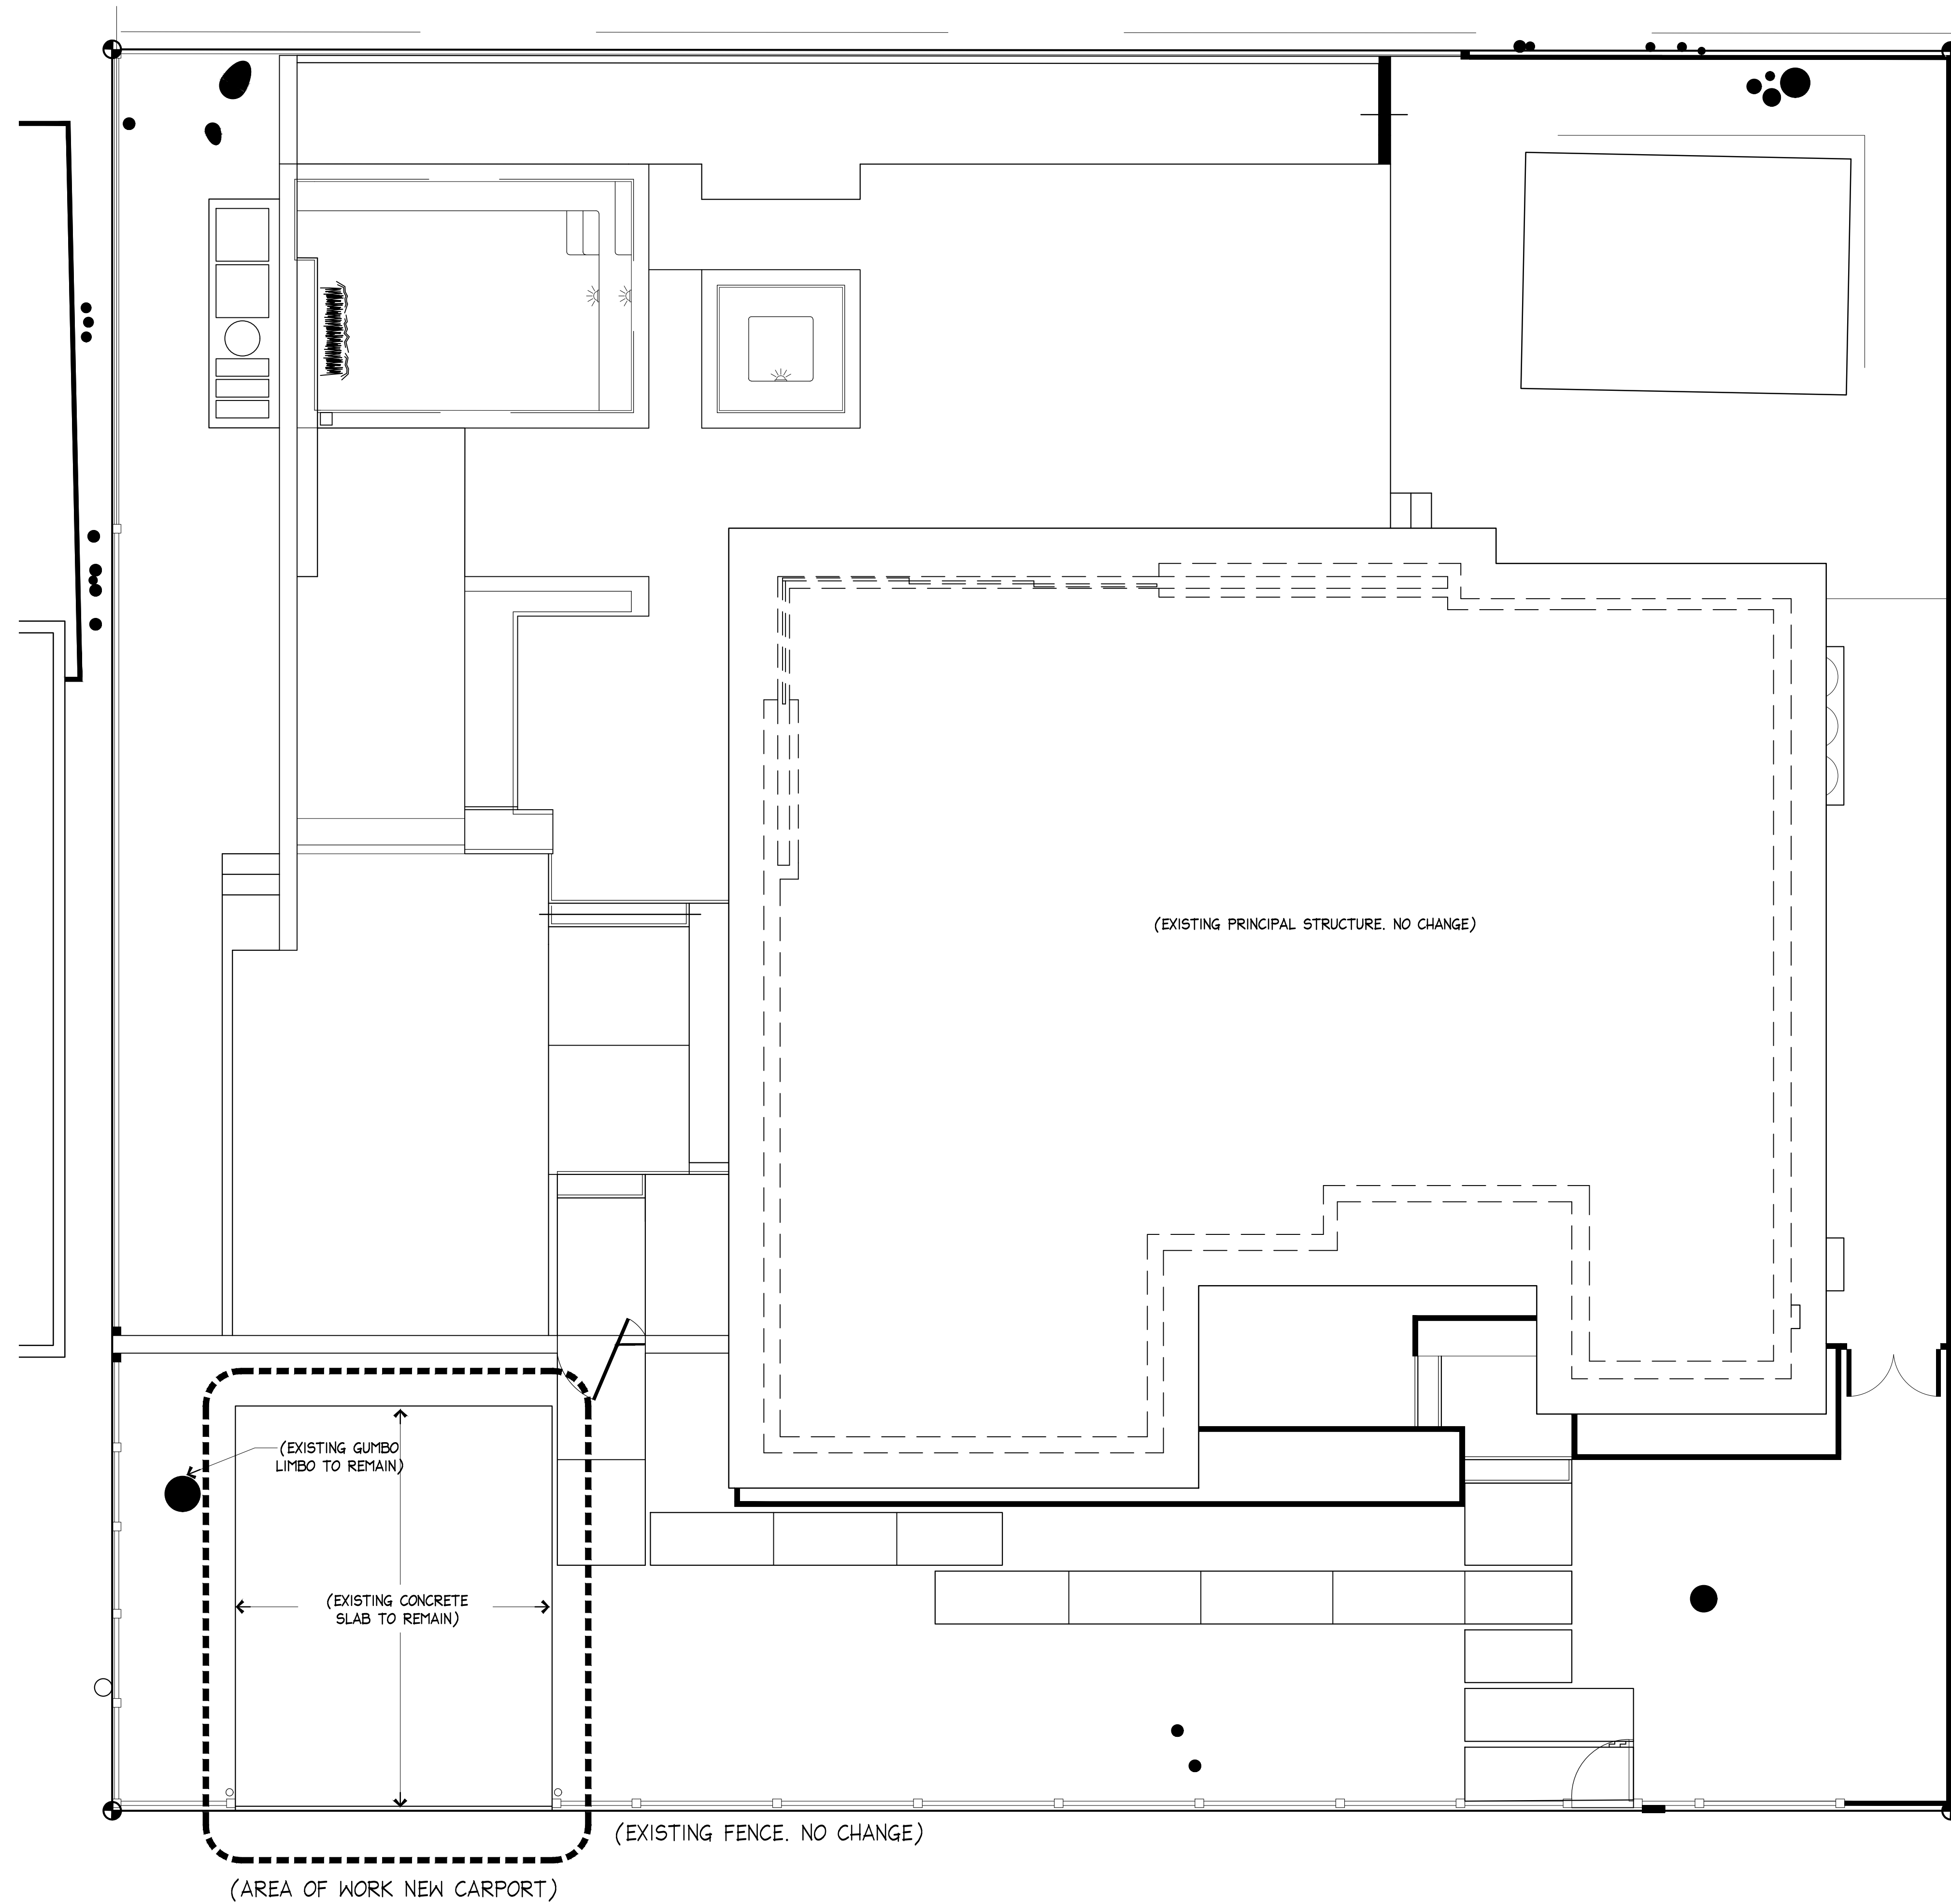 (EXISTING PRINCIPAL STRUCTURE. NO CHANGE)
(EXISTING GUMBO
LIMBO TO REMAIN)
(EXISTING CONCRETE
SLAB TO REMAIN)
(EXISTING FENCE. NO CHANGE)
(AREA OF WORK NEW CARPORT)